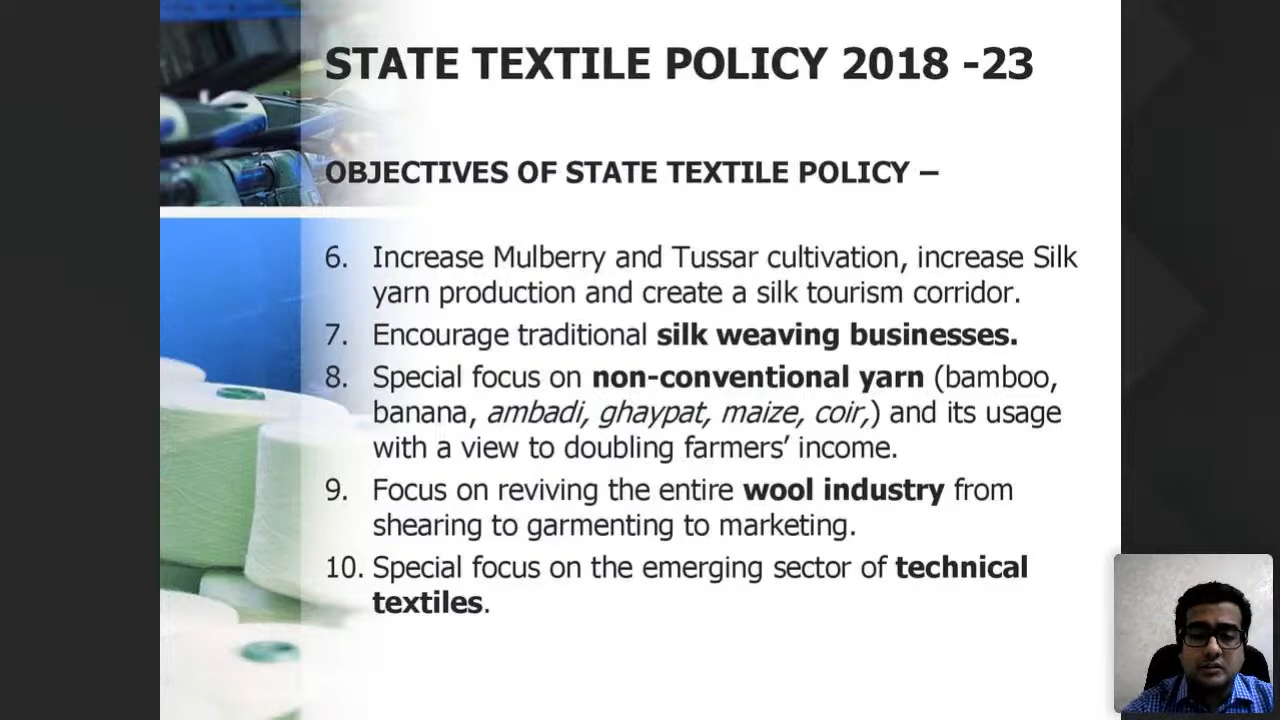 STATE TEXTILE POLICY 2018 -23
OBJECTIVES OF STATE TEXTILE POLICY –
6. Increase Mulberry and Tussar cultivation, increase Silk
yarn production and create a silk tourism corridor.
7. Encourage traditional silk weaving businesses.
8. Special focus on non-conventional yarn (bamboo,
banana, ambadi, ghaypat, maize, coir,) and its usage
with a view to doubling farmers’ income.
9. Focus on reviving the entire wool industry from
shearing to garmenting to marketing.
10. Special focus on the emerging sector of technical
textiles.